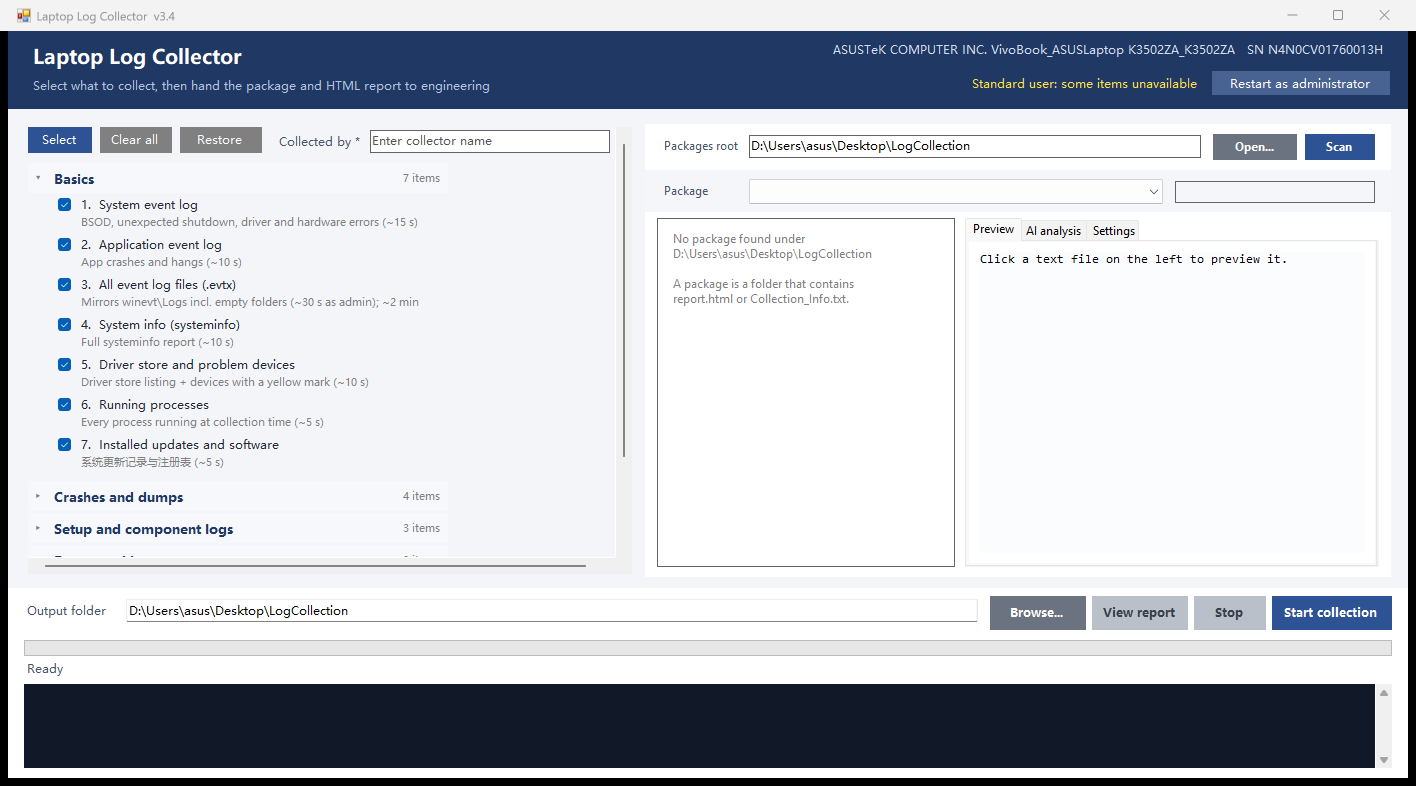 Laptop Log Collector v3.4
Laptop Log Collector
Select what to collect, then hand the package and HTML report to engineering
ASUSTeK COMPUTER INC. VivoBook_ASUSLaptop K3502ZA_K3502ZA SN N4N0CV01760013H
Standard user: some items unavailable
Restart as administrator
Select
Clear all
Restore
Collected by *
Enter collector name
Basics
7 items
1. System event log
BSOD, unexpected shutdown, driver and hardware errors (~15 s)
2. Application event log
App crashes and hangs (~10 s)
3. All event log files (.evtx)
Mirrors winevt\Logs incl. empty folders (~30 s as admin); ~2 min
4. System info (systeminfo)
Full systeminfo report (~10 s)
5. Driver store and problem devices
Driver store listing + devices with a yellow mark (~10 s)
6. Running processes
Every process running at collection time (~5 s)
7. Installed updates and software
系统更新记录与注册表 (~5 s)
Crashes and dumps
4 items
Setup and component logs
3 items
Packages root
D:\Users\asus\Desktop\LogCollection
Open...
Scan
Package
No package found under
D:\Users\asus\Desktop\LogCollection
A package is a folder that contains
report.html or Collection_Info.txt.
Preview
AI analysis
Settings
Click a text file on the left to preview it.
Output folder
D:\Users\asus\Desktop\LogCollection
Browse...
View report
Stop
Start collection
Ready